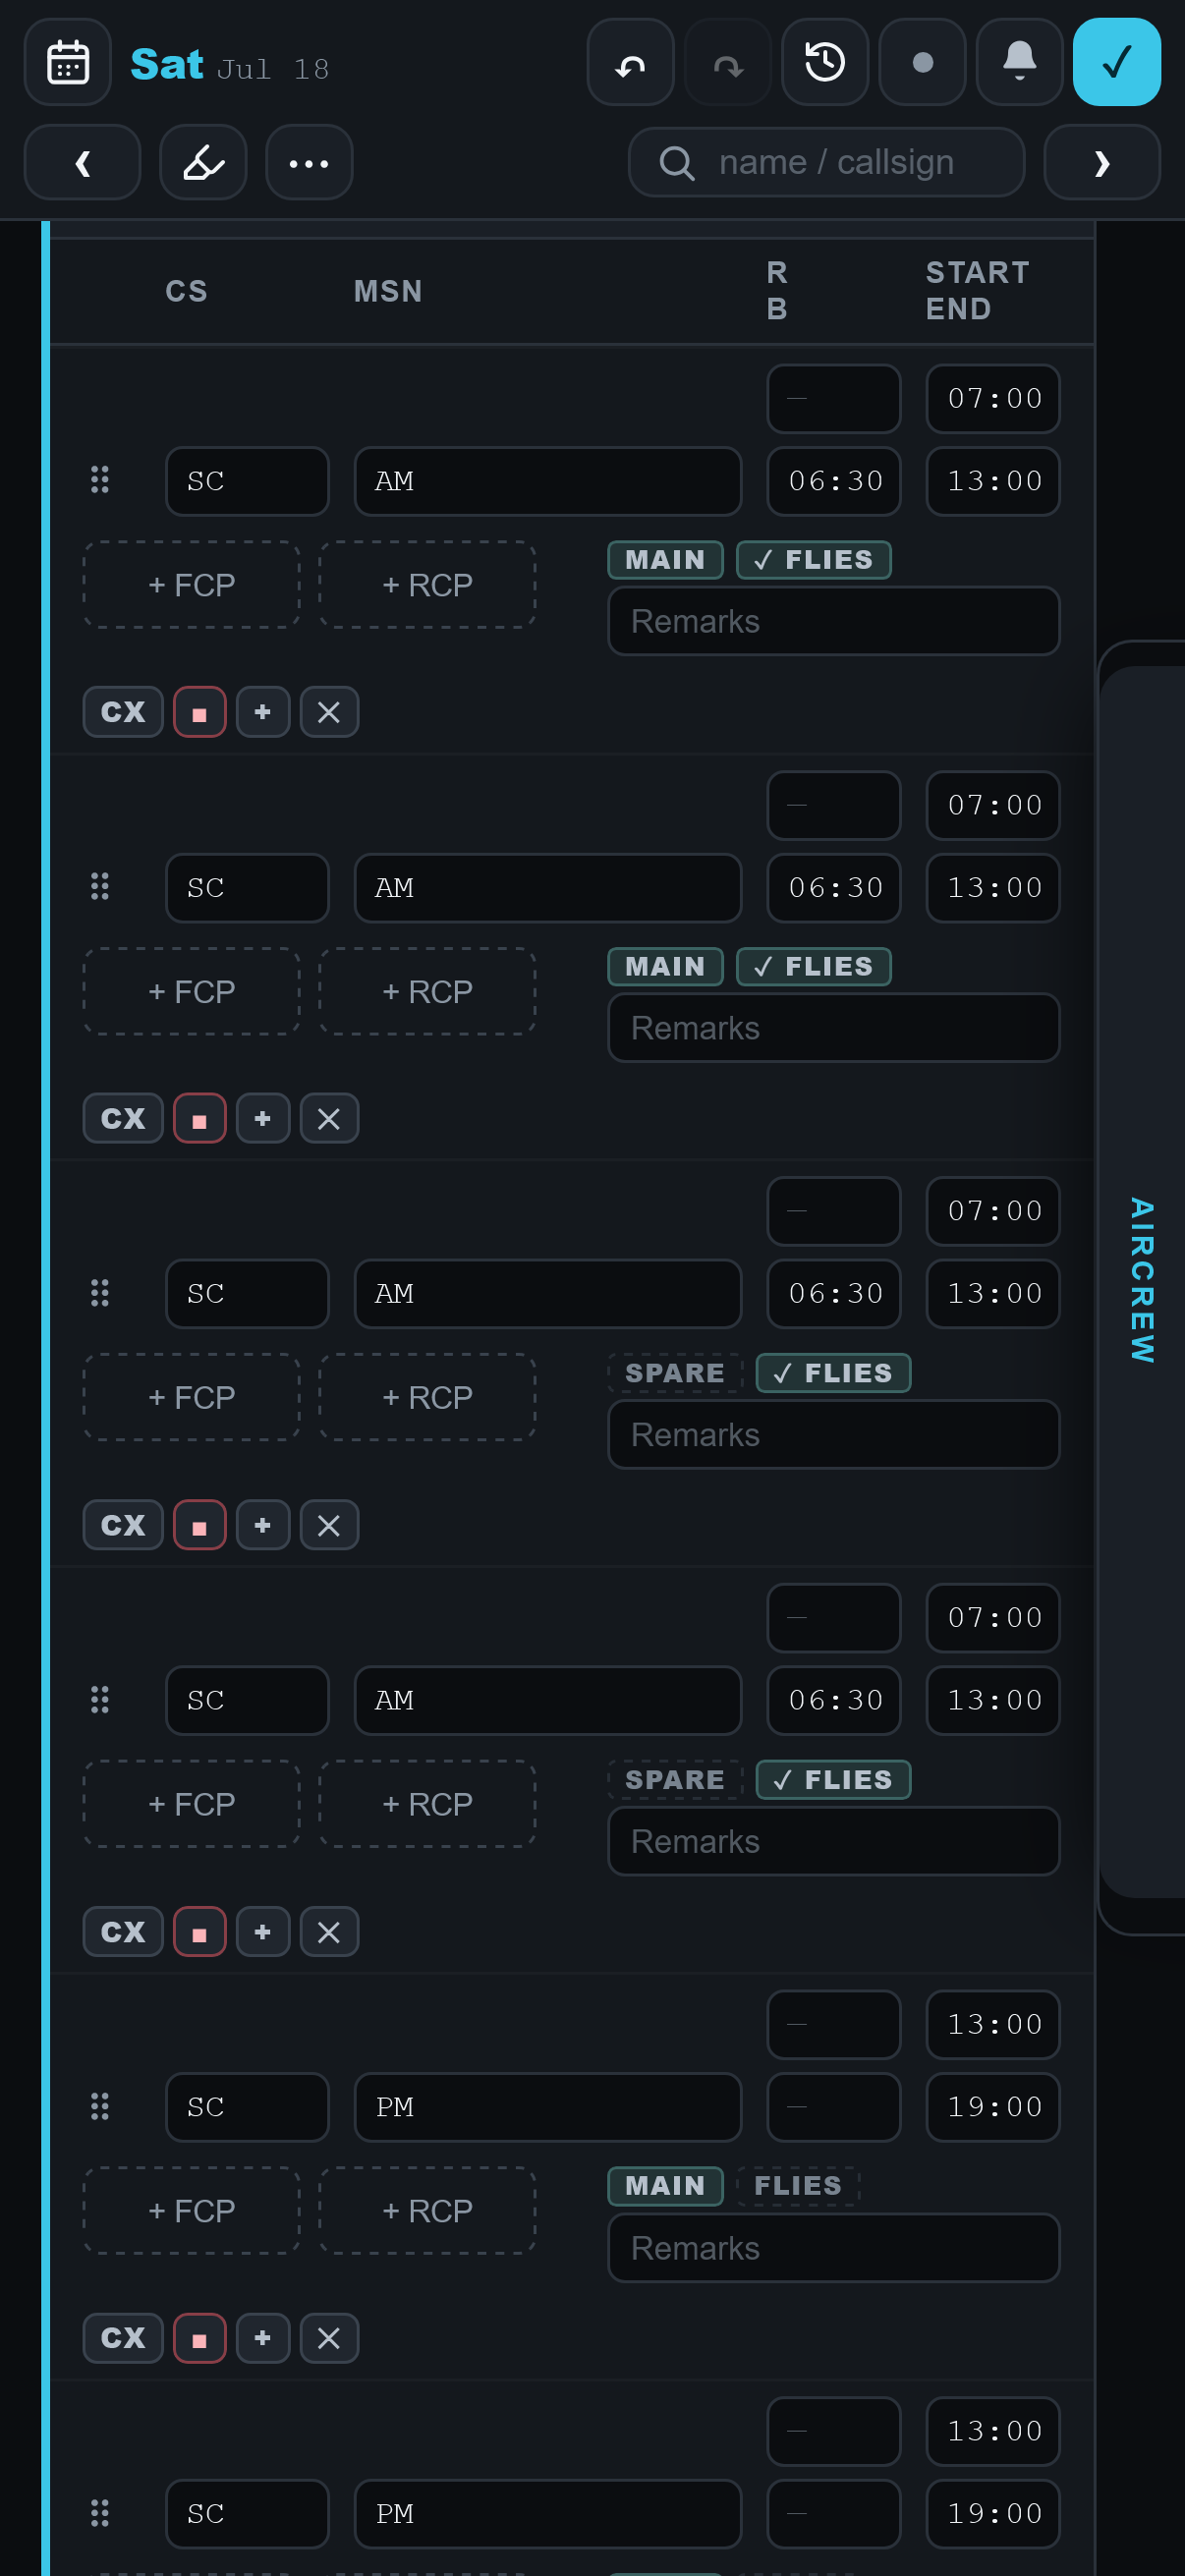 Sat Jul 18
name / callsign
CS MSN R B START END
— 07:00
SC AM 06:30 13:00
+ FCP + RCP MAIN ✓ FLIES
Remarks
CX ■ + ×
— 07:00
SC AM 06:30 13:00
+ FCP + RCP MAIN ✓ FLIES
Remarks
CX ■ + ×
— 07:00
SC AM 06:30 13:00
+ FCP + RCP SPARE ✓ FLIES
Remarks
CX ■ + ×
— 07:00
SC AM 06:30 13:00
+ FCP + RCP SPARE ✓ FLIES
Remarks
CX ■ + ×
— 13:00
SC PM — 19:00
+ FCP + RCP MAIN FLIES
Remarks
CX ■ + ×
— 13:00
SC PM — 19:00
AIRCREW